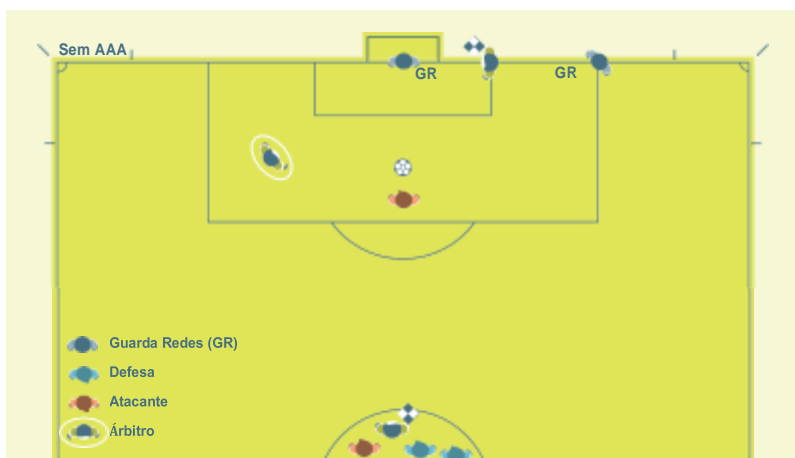 Sem AAA
GR
GR
Guarda Redes (GR)
Defesa
Atacante
Árbitro